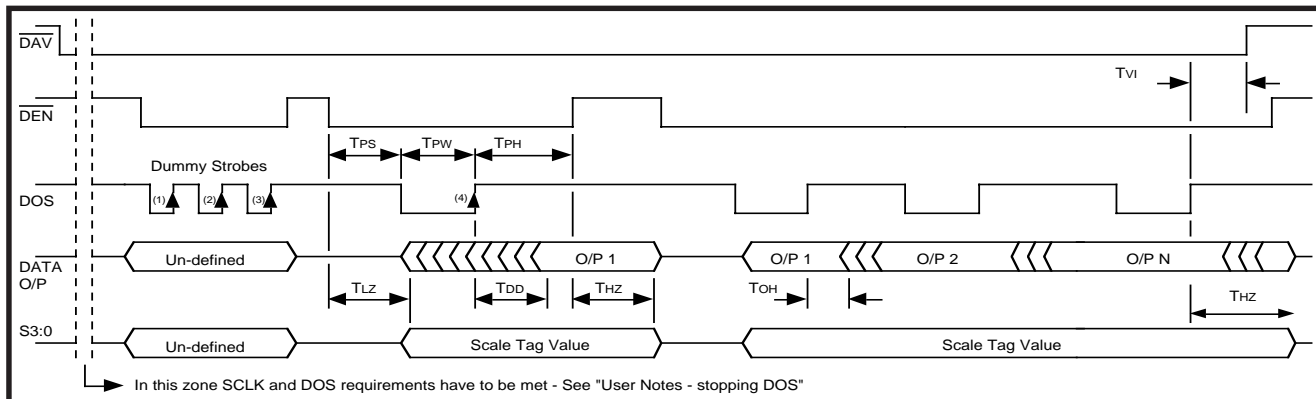 DAV
TVI
DEN
TPS TPW TPH
Dummy Strobes
DOS (1) (2) (3) (4)
DATA O/P
Un-defined O/P 1 O/P 1 O/P 2 O/P N
TLZ TDD THZ TOH THZ
S3:0
Un-defined Scale Tag Value Scale Tag Value
In this zone SCLK and DOS requirements have to be met - See "User Notes - stopping DOS"